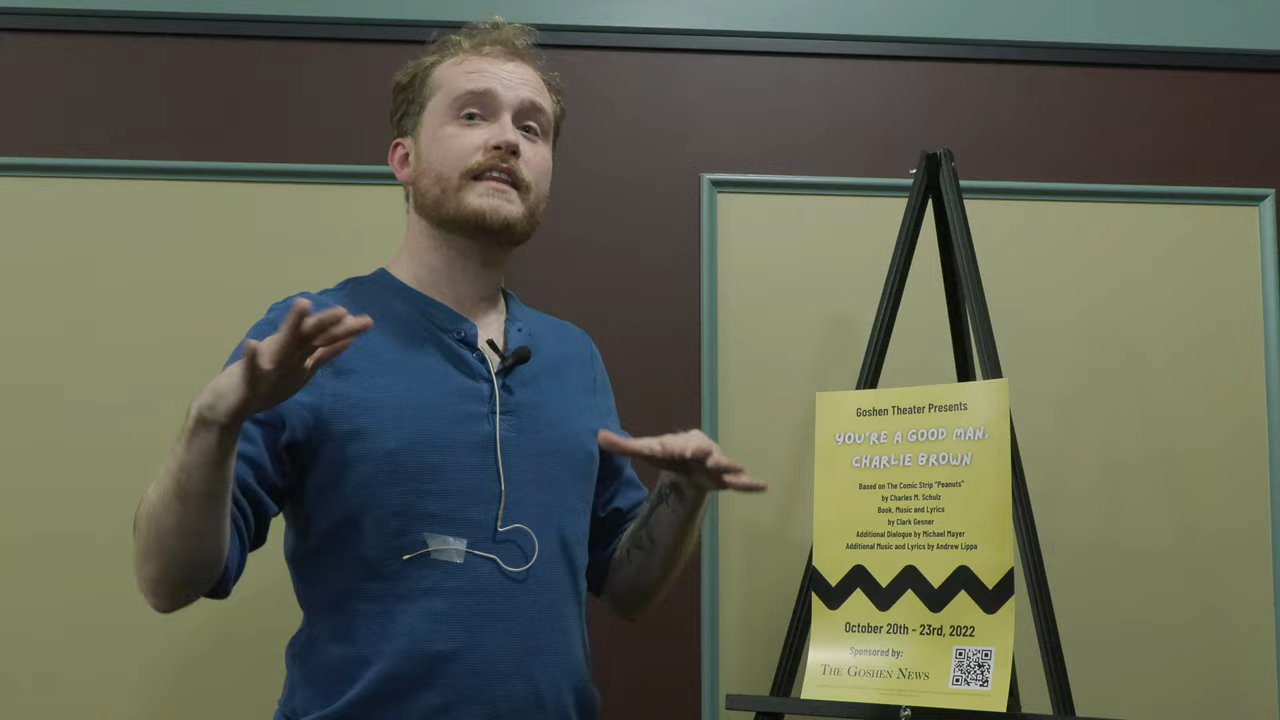 Goshen Theater Presents
YOU'RE A GOOD MAN,
CHARLIE BROWN
Based on The Comic Strip "Peanuts"
by Charles M. Schulz
Book, Music and Lyrics
by Clark Gesner
Additional Dialogue by Michael Mayer
Additional Music and Lyrics by Andrew Lippa
October 20th - 23rd, 2022
Sponsored by:
THE GOSHEN NEWS